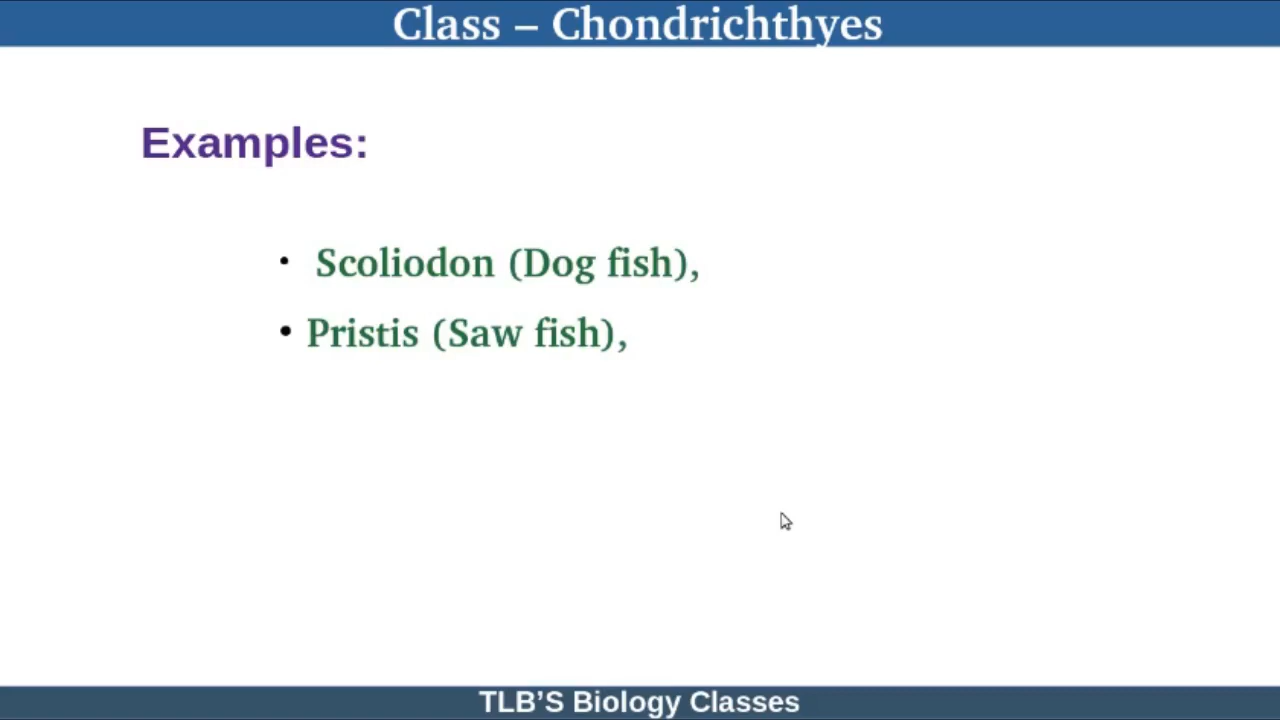 Class – Chondrichthyes
Examples:
• Scoliodon (Dog fish),
• Pristis (Saw fish),
TLB’S Biology Classes